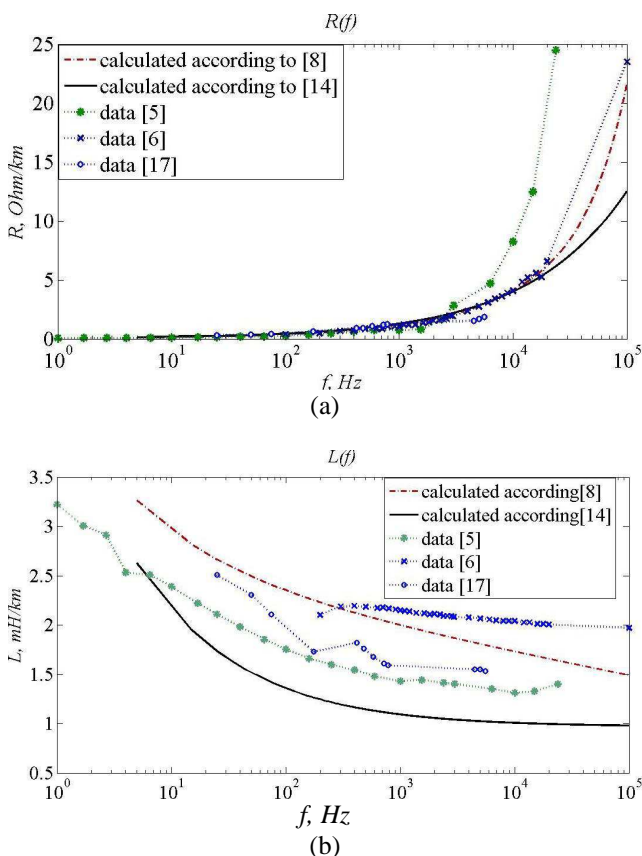 R(f)
25
20
15
10
5
0
R, Ohm/km
calculated according to [8]
calculated according to [14]
data [5]
data [6]
data [17]
10^0
10^1
10^2
10^3
10^4
10^5
f, Hz
(a)
L(f)
3.5
3
2.5
2
1.5
1
0.5
L, mH/km
calculated according[8]
calculated according[14]
data [5]
data [6]
data [17]
10^0
10^1
10^2
10^3
10^4
10^5
f, Hz
(b)